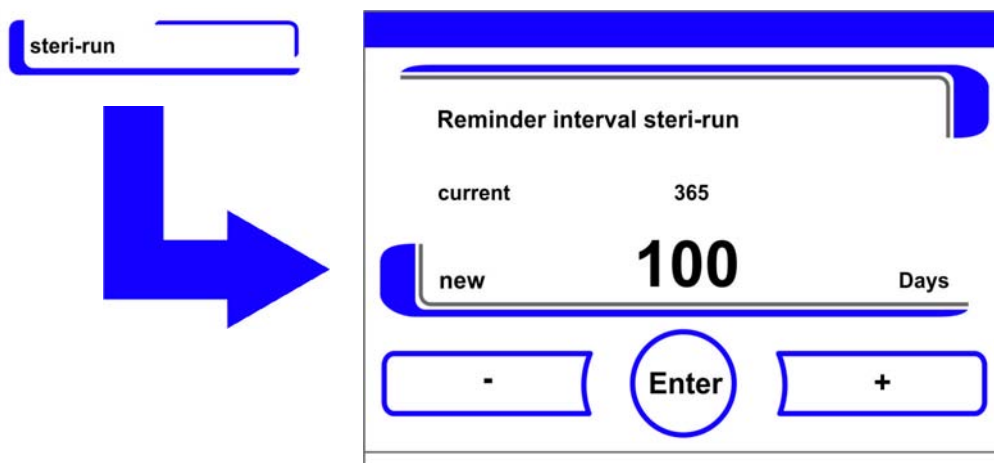 steri-run
Reminder interval steri-run
current 365
new 100 Days
- Enter +